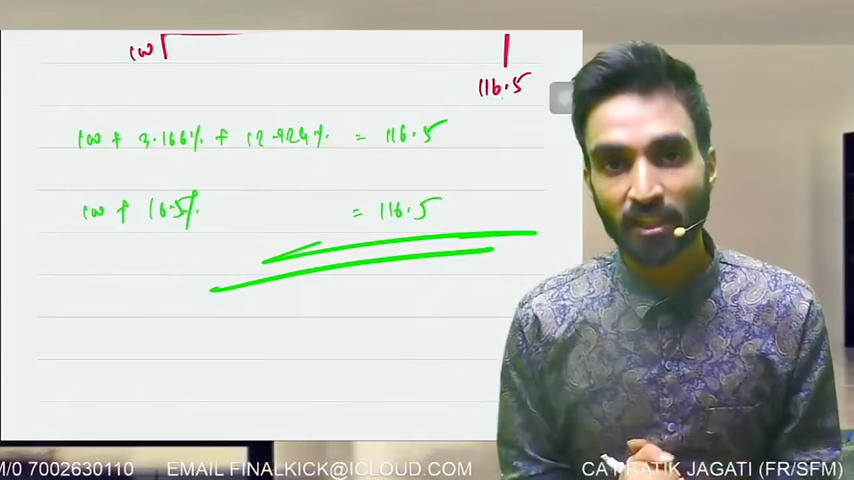 100
116.5
100 + 3.166% + 12.924% = 116.5
100 + 16.5% = 116.5
M/0 7002630110 EMAIL FINALKICK@ICLOUD.COM CA PRATIK JAGATI (FR/SFM)